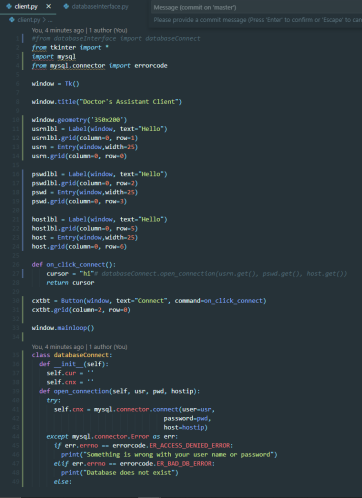 client.py
databaseInterface.py
Message (commit on 'master')
Please provide a commit message (Press 'Enter' to confirm or 'Escape' to
client.py > ...
You, 4 minutes ago | 1 author (You)
#from databaseInterface import databaseConnect
from tkinter import *
import mysql
from mysql.connector import errorcode
window = Tk()
window.title("Doctor's Assistant Client")
window.geometry('350x200')
usrnlbl = Label(window, text="Hello")
usrnlbl.grid(column=0, row=1)
usrn = Entry(window,width=25)
usrn.grid(column=0, row=0)
pswdlbl = Label(window, text="Hello")
pswdlbl.grid(column=0, row=2)
pswd = Entry(window,width=25)
pswd.grid(column=0, row=3)
hostlbl = Label(window, text="Hello")
hostlbl.grid(column=0, row=5)
host = Entry(window,width=25)
host.grid(column=0, row=6)
def on_click_connect():
cursor = "hi"# databaseConnect.open_connection(usrn.get(), pswd.get(), host.get())
return cursor
cxtbt = Button(window, text="Connect", command=on_click_connect)
cxtbt.grid(column=2, row=0)
window.mainloop()
You, 4 minutes ago | 1 author (You)
class databaseConnect:
def __init__(self):
self.cur = ''
self.cnx = ''
def open_connection(self, usr, pwd, hostip):
try:
self.cnx = mysql.connector.connect(user=usr,
password=pwd,
host=hostip)
except mysql.connector.Error as err:
if err.errno == errorcode.ER_ACCESS_DENIED_ERROR:
print("Something is wrong with your user name or password")
elif err.errno == errorcode.ER_BAD_DB_ERROR:
print("Database does not exist")
else: